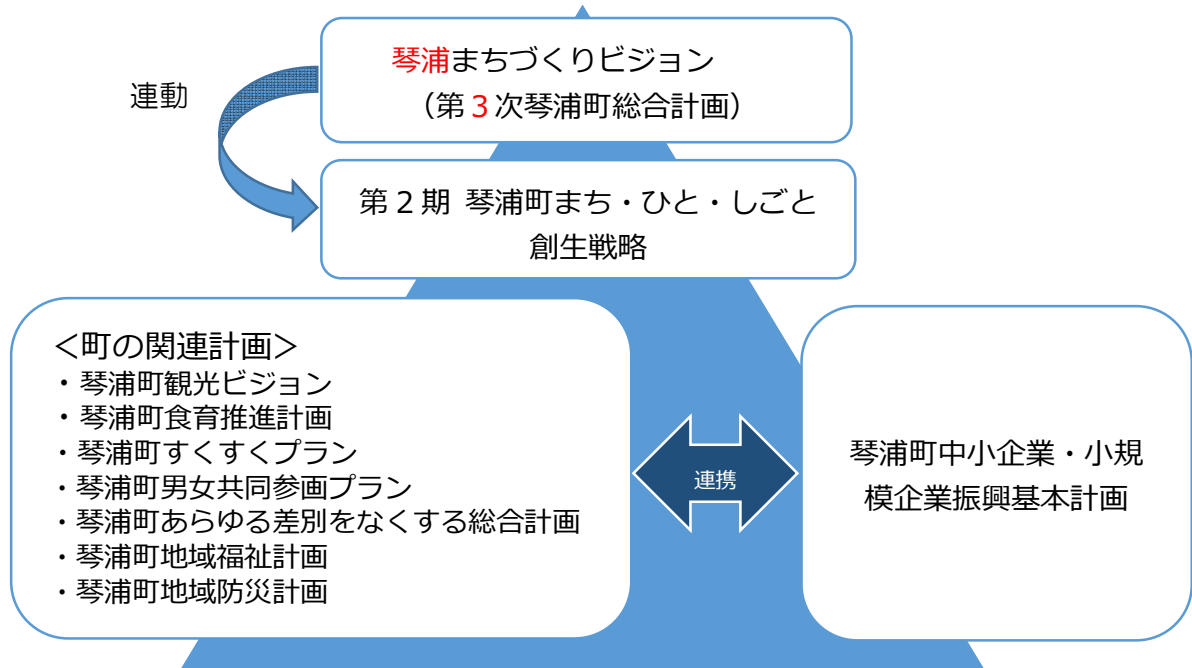 琴浦まちづくりビジョン
（第３次琴浦町総合計画）
連動
第２期 琴浦町まち・ひと・しごと
創生戦略
＜町の関連計画＞
・琴浦町観光ビジョン
・琴浦町食育推進計画
・琴浦町すくすくプラン
・琴浦町男女共同参画プラン
・琴浦町あらゆる差別をなくする総合計画
・琴浦町地域福祉計画
・琴浦町地域防災計画
連携
琴浦町中小企業・小規
模企業振興基本計画